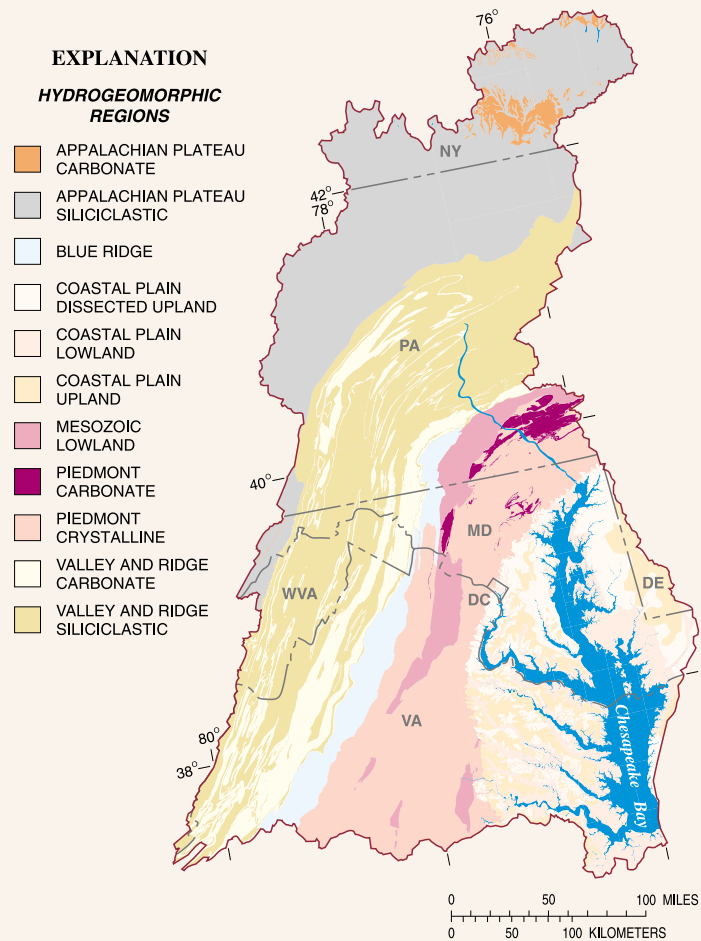 EXPLANATION
HYDROGEOMORPHIC
REGIONS
APPALACHIAN PLATEAU
CARBONATE
APPALACHIAN PLATEAU
SILICICLASTIC
BLUE RIDGE
COASTAL PLAIN
DISSECTED UPLAND
COASTAL PLAIN
LOWLAND
COASTAL PLAIN
UPLAND
MESOZOIC
LOWLAND
PIEDMONT
CARBONATE
PIEDMONT
CRYSTALLINE
VALLEY AND RIDGE
CARBONATE
VALLEY AND RIDGE
SILICICLASTIC
76°
NY
42°
78°
PA
40°
MD
WVA
DC
DE
VA
80°
38°
Chesapeake
Bay
0 50 100 MILES
0 50 100 KILOMETERS